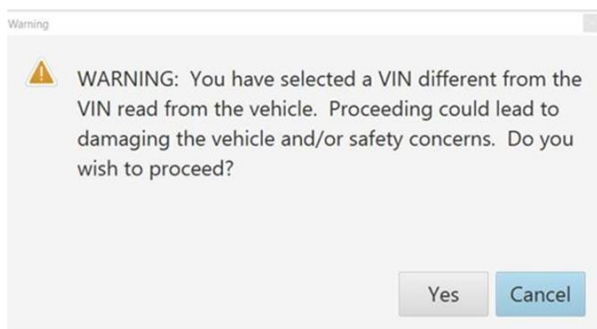 Warning
WARNING: You have selected a VIN different from the
VIN read from the vehicle. Proceeding could lead to
damaging the vehicle and/or safety concerns. Do you
wish to proceed?
Yes Cancel